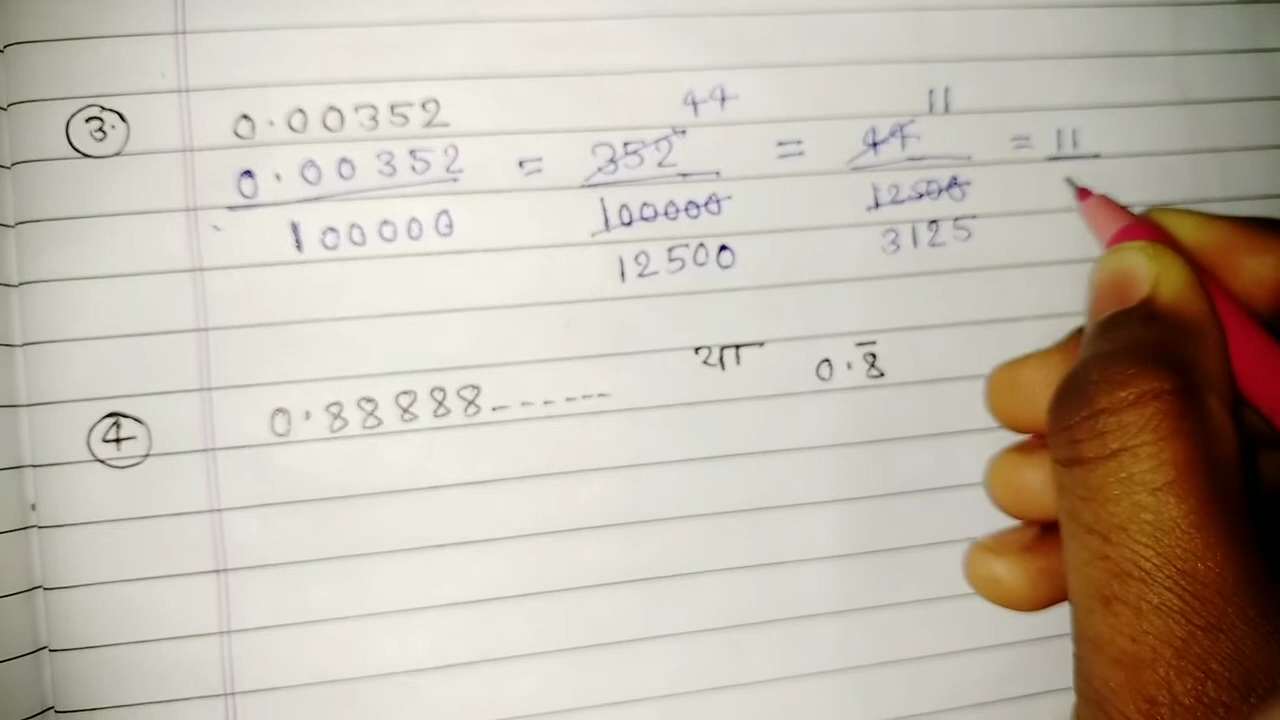 ③ 0.00352
44 11
0.00352 = 352 = 44 = 11
100000 100000 12500
12500 3125
④ 0.88888------ या 0.8̅